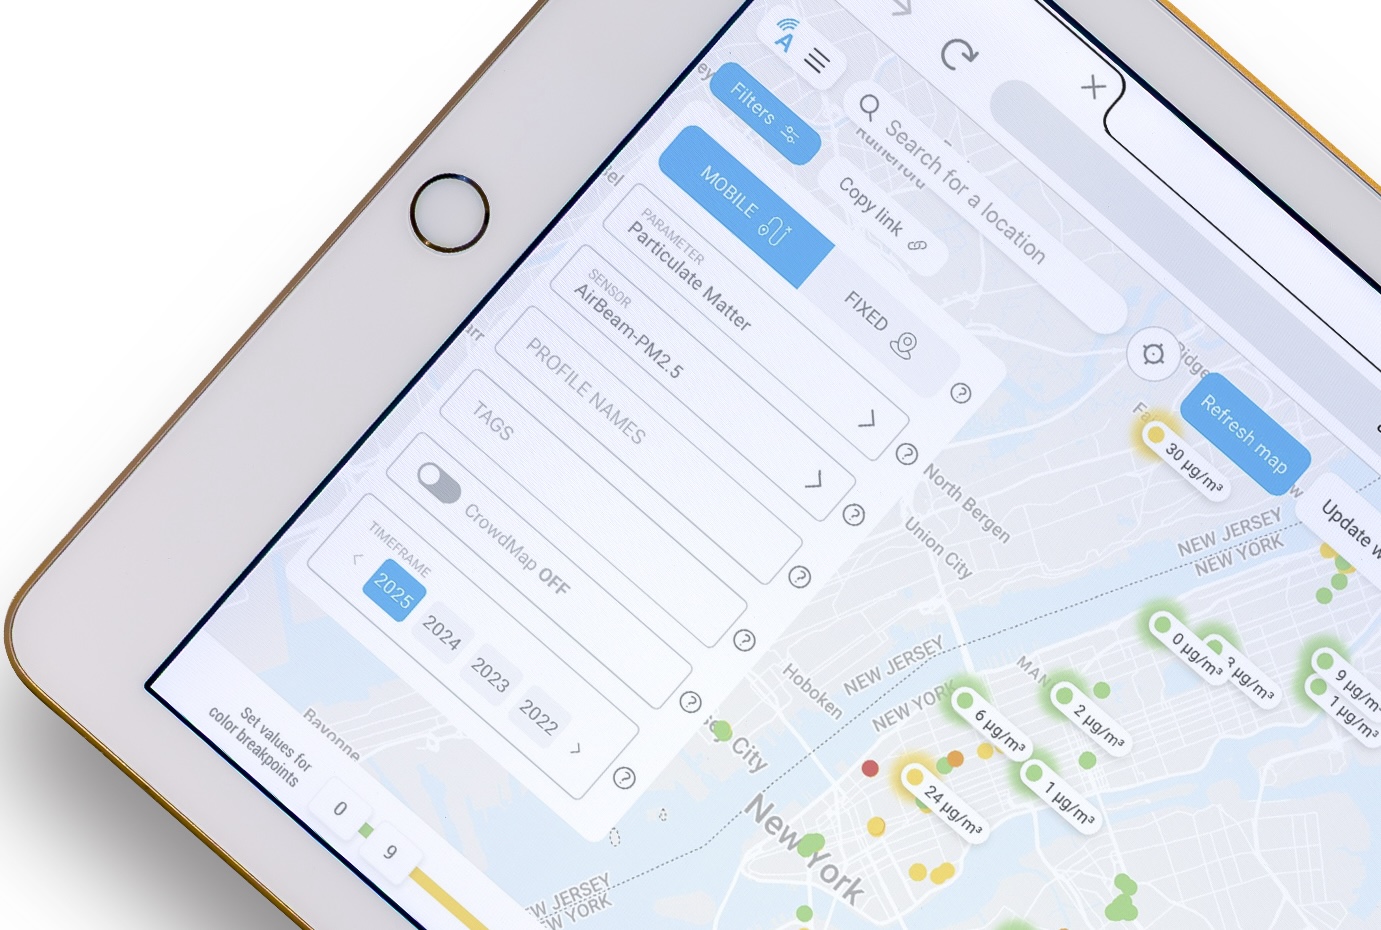 A
Search for a location
Filters
Copy link
MOBILE
FIXED
PARAMETER
Particulate Matter
SENSOR
AirBeam-PM2.5
PROFILE NAMES
TAGS
CrowdMap OFF
TIMEFRAME
2025
2024
2023
2022
Refresh map
Update w
30 µg/m³
North Bergen
Union City
NEW JERSEY
NEW YORK
Hoboken
NEW JERSEY
NEW YORK
MAN
0 µg/m³
3 µg/m³
9 µg/m
1 µg/m³
6 µg/m³
2 µg/m³
24 µg/m³
1 µg/m³
City
New York
Bayonne
Set values for
color breakpoints
0
9
W JERSEY
W YORK